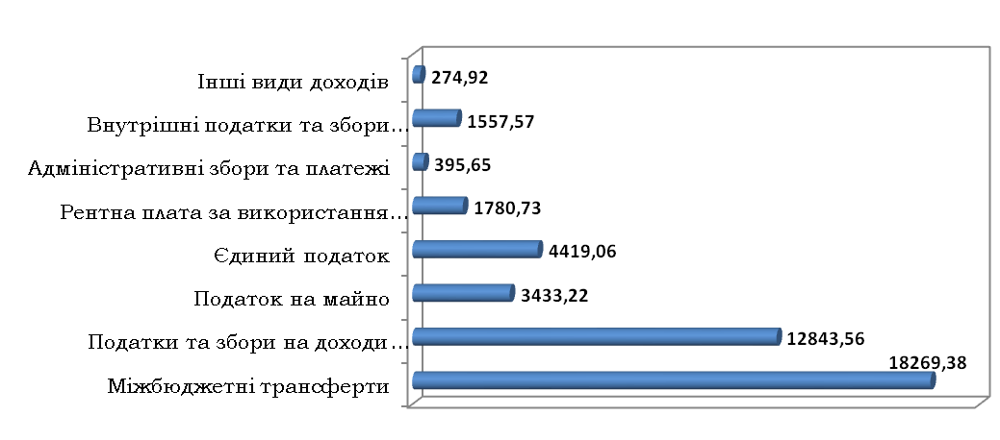 Інші види доходів 274,92
Внутрішні податки та збори... 1557,57
Адміністративні збори та платежі 395,65
Рентна плата за використання... 1780,73
Єдиний податок 4419,06
Податок на майно 3433,22
Податки та збори на доходи... 12843,56
Міжбюджетні трансферти 18269,38